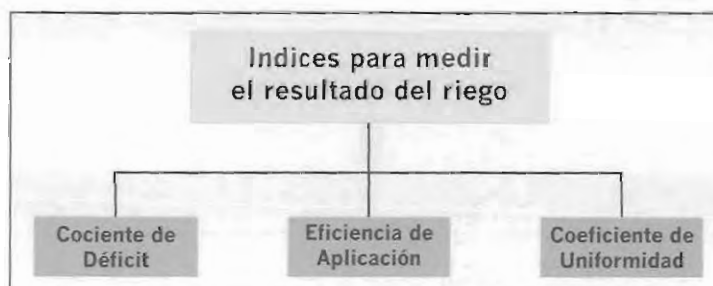 Indices para medir
el resultado del riego
Cociente de
Déficit
Eficiencia de
Aplicación
Coeficiente de
Uniformidad